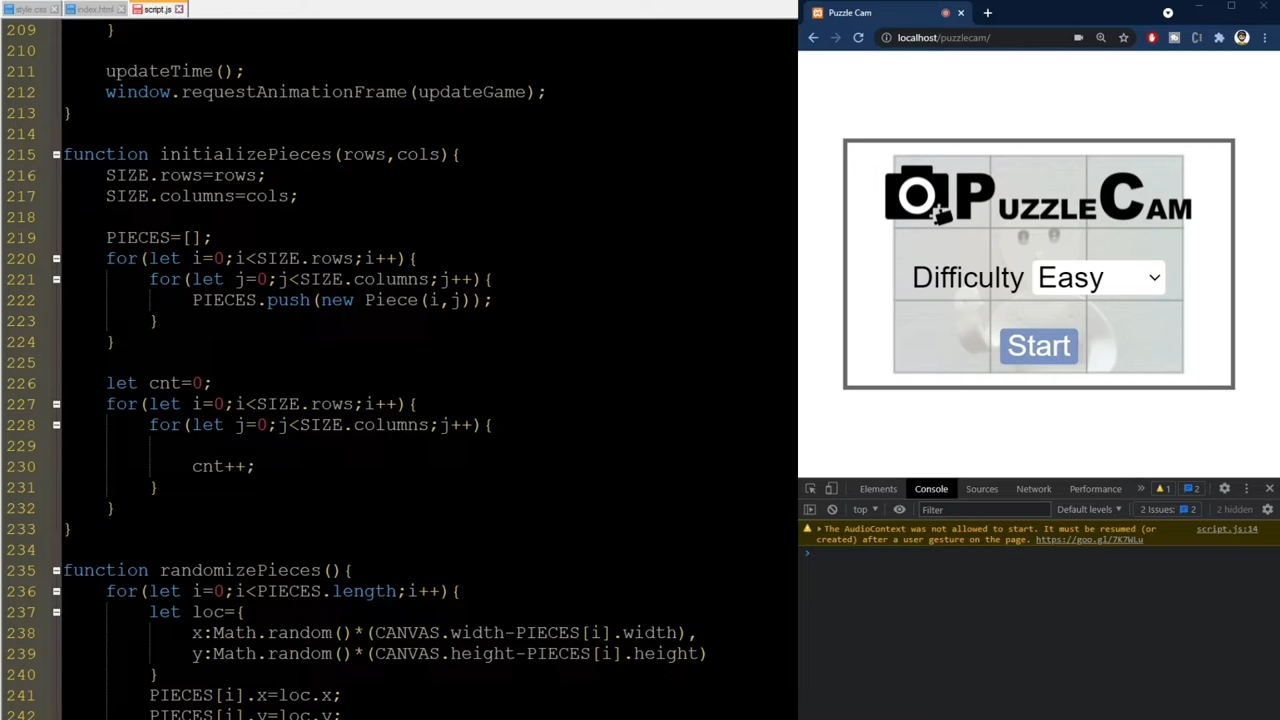 style.css
index.html
script.js
209 }
210
211 updateTime();
212 window.requestAnimationFrame(updateGame);
213 }
214
215 function initializePieces(rows,cols){
216 SIZE.rows=rows;
217 SIZE.columns=cols;
218
219 PIECES=[];
220 for(let i=0;i<SIZE.rows;i++){
221 for(let j=0;j<SIZE.columns;j++){
222 PIECES.push(new Piece(i,j));
223 }
224 }
225
226 let cnt=0;
227 for(let i=0;i<SIZE.rows;i++){
228 for(let j=0;j<SIZE.columns;j++){
229
230 cnt++;
231 }
232 }
233 }
234
235 function randomizePieces(){
236 for(let i=0;i<PIECES.length;i++){
237 let loc={
238 x:Math.random()*(CANVAS.width-PIECES[i].width),
239 y:Math.random()*(CANVAS.height-PIECES[i].height)
240 }
241 PIECES[i].x=loc.x;
242 PIECES[i].y=loc.y;
Puzzle Cam
localhost/puzzlecam/
PUZZLECAM
Difficulty Easy
Start
Elements Console Sources Network Performance » 1 2
top Filter Default levels 2 Issues: 2 2 hidden
The AudioContext was not allowed to start. It must be resumed (or script.js:14
created) after a user gesture on the page. https://goo.gl/7K7WLu